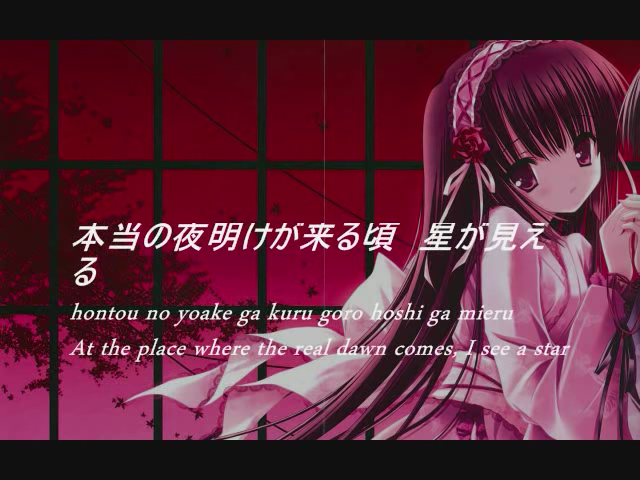 本当の夜明けが来る頃　星が見え
る
hontou no yoake ga kuru goro hoshi ga mieru
At the place where the real dawn comes, I see a star